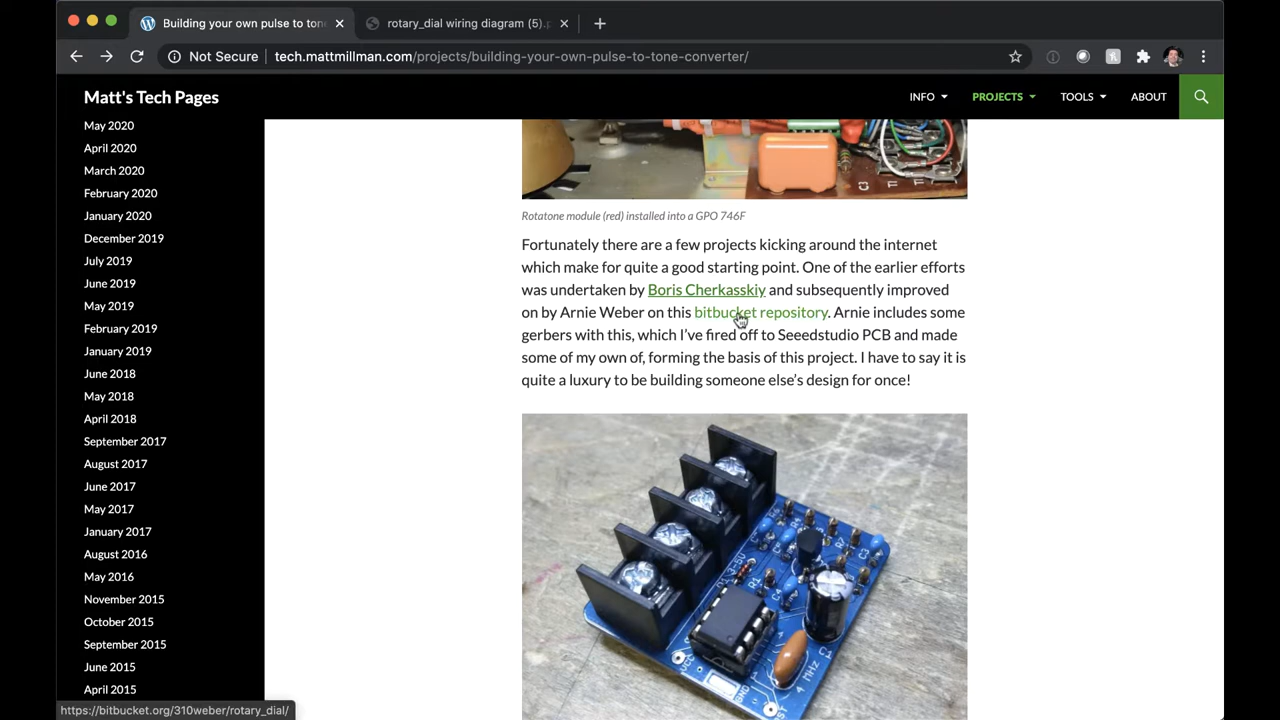 Building your own pulse to ton
rotary_dial wiring diagram (5).p
Not Secure
tech.mattmillman.com/projects/building-your-own-pulse-to-tone-converter/
Matt's Tech Pages
INFO
PROJECTS
TOOLS
ABOUT
May 2020
April 2020
March 2020
February 2020
January 2020
December 2019
July 2019
June 2019
May 2019
February 2019
January 2019
June 2018
May 2018
April 2018
September 2017
August 2017
June 2017
May 2017
January 2017
August 2016
May 2016
November 2015
October 2015
September 2015
June 2015
April 2015
Rotatone module (red) installed into a GPO 746F
Fortunately there are a few projects kicking around the internet
which make for quite a good starting point. One of the earlier efforts
was undertaken by Boris Cherkasskiy and subsequently improved
on by Arnie Weber on this bitbucket repository. Arnie includes some
gerbers with this, which I've fired off to Seeedstudio PCB and made
some of my own of, forming the basis of this project. I have to say it is
quite a luxury to be building someone else's design for once!
R1
C4
C3
VCC
GND
4 MHz
https://bitbucket.org/310weber/rotary_dial/